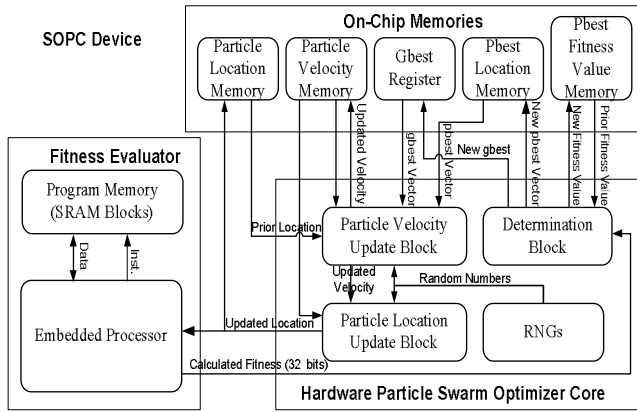 SOPC Device
On-Chip Memories
Particle
Location
Memory
Particle
Velocity
Memory
Gbest
Register
Pbest
Location
Memory
Pbest
Fitness
Value
Memory
Updated Velocity
gbest Vector
pbest Vector
New gbest
New pbest Vector
New Fitness Value
Prior Fitness Value
Fitness Evaluator
Program Memory
(SRAM Blocks)
Data
Inst.
Embedded Processor
Prior Location
Particle Velocity
Update Block
Determination
Block
Updated
Velocity
Random Numbers
Particle Location
Update Block
RNGs
Updated Location
Calculated Fitness (32 bits)
Hardware Particle Swarm Optimizer Core